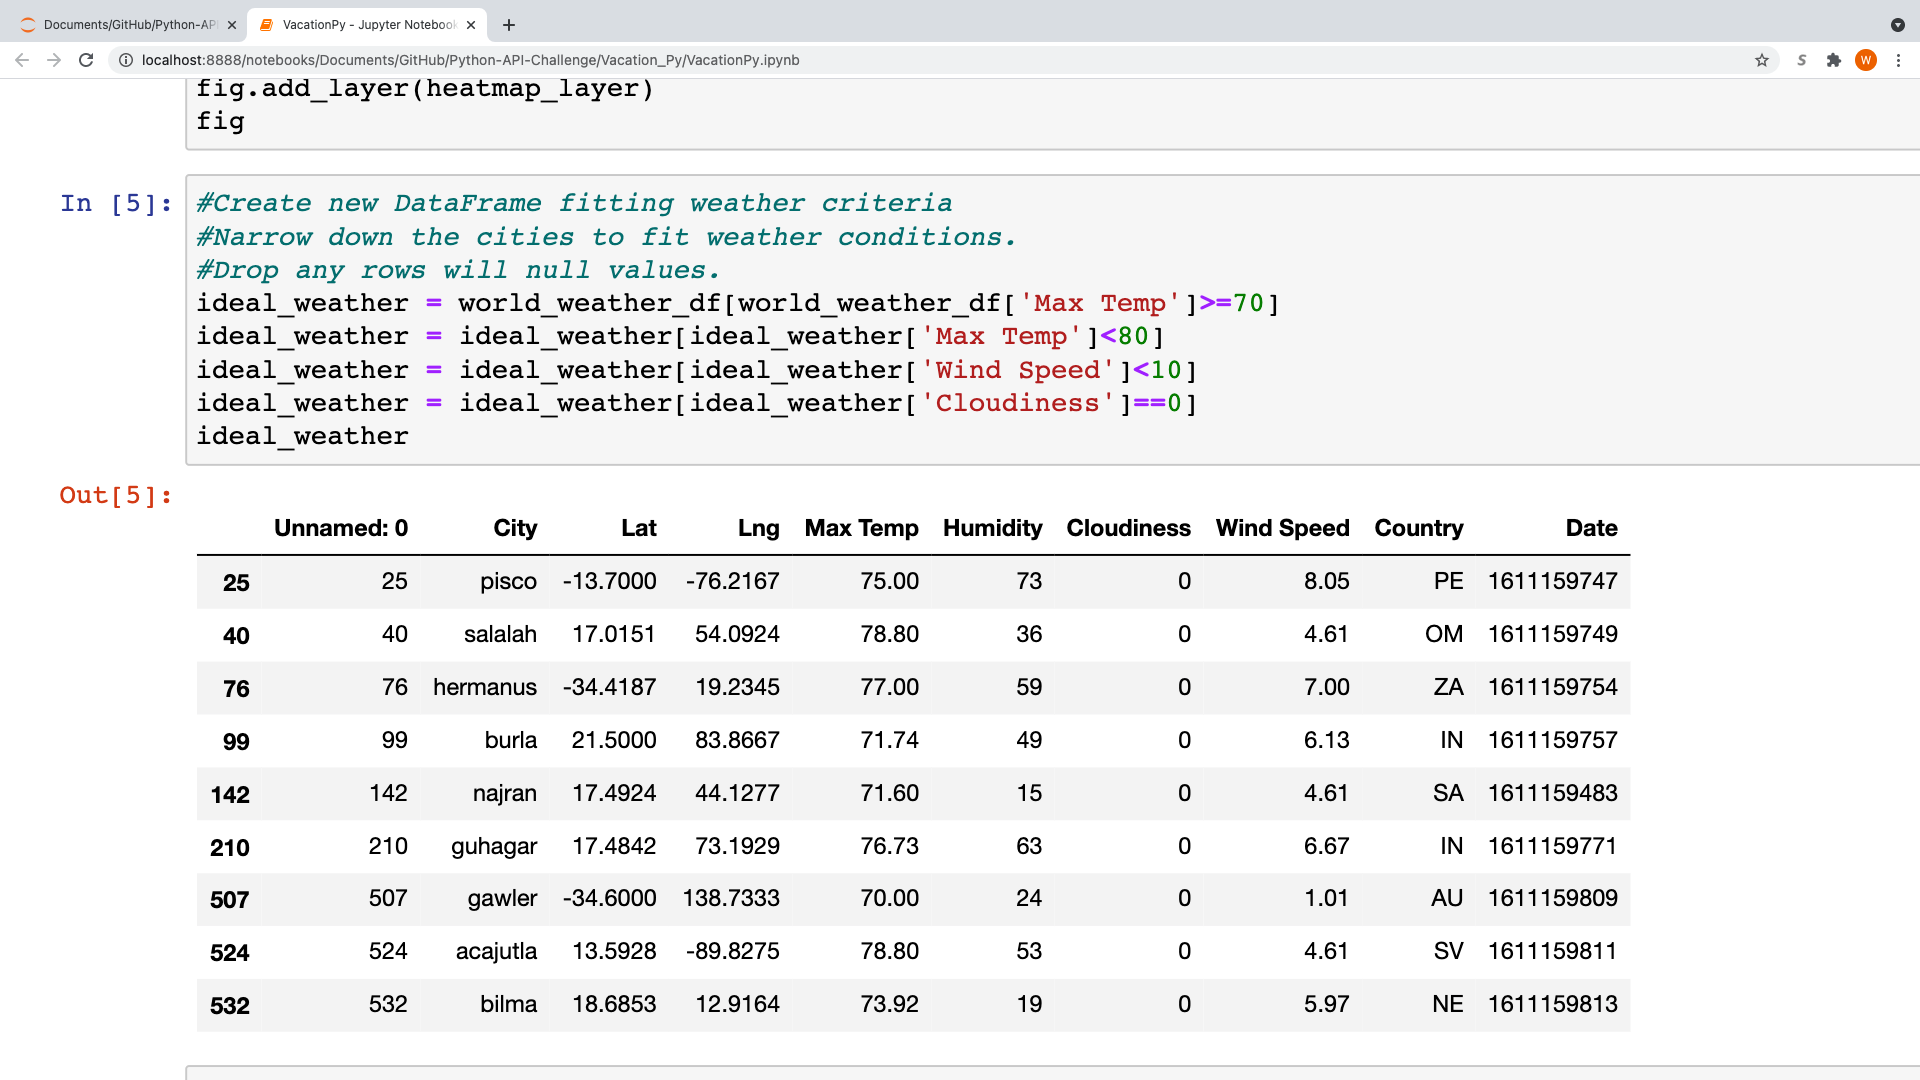 Documents/GitHub/Python-AP
VacationPy - Jupyter Notebook
localhost:8888/notebooks/Documents/GitHub/Python-API-Challenge/Vacation_Py/VacationPy.ipynb
S
W
fig.add_layer(heatmap_layer)
fig
In [5]:
#Create new DataFrame fitting weather criteria
#Narrow down the cities to fit weather conditions.
#Drop any rows will null values.
ideal_weather = world_weather_df[world_weather_df['Max Temp']>=70]
ideal_weather = ideal_weather[ideal_weather['Max Temp']<80]
ideal_weather = ideal_weather[ideal_weather['Wind Speed']<10]
ideal_weather = ideal_weather[ideal_weather['Cloudiness']==0]
ideal_weather
Out[5]:
Unnamed: 0 City Lat Lng Max Temp Humidity Cloudiness Wind Speed Country Date
25 25 pisco -13.7000 -76.2167 75.00 73 0 8.05 PE 1611159747
40 40 salalah 17.0151 54.0924 78.80 36 0 4.61 OM 1611159749
76 76 hermanus -34.4187 19.2345 77.00 59 0 7.00 ZA 1611159754
99 99 burla 21.5000 83.8667 71.74 49 0 6.13 IN 1611159757
142 142 najran 17.4924 44.1277 71.60 15 0 4.61 SA 1611159483
210 210 guhagar 17.4842 73.1929 76.73 63 0 6.67 IN 1611159771
507 507 gawler -34.6000 138.7333 70.00 24 0 1.01 AU 1611159809
524 524 acajutla 13.5928 -89.8275 78.80 53 0 4.61 SV 1611159811
532 532 bilma 18.6853 12.9164 73.92 19 0 5.97 NE 1611159813